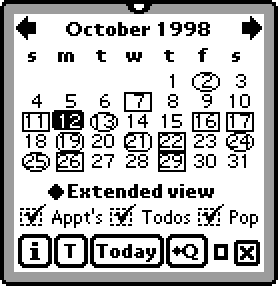 October 1998
s m t w t f s
1 2 3
4 5 6 7 8 9 10
11 12 13 14 15 16 17
18 19 20 21 22 23 24
25 26 27 28 29 30 31
Extended view
Appt's Todos Pop
i T Today +Q